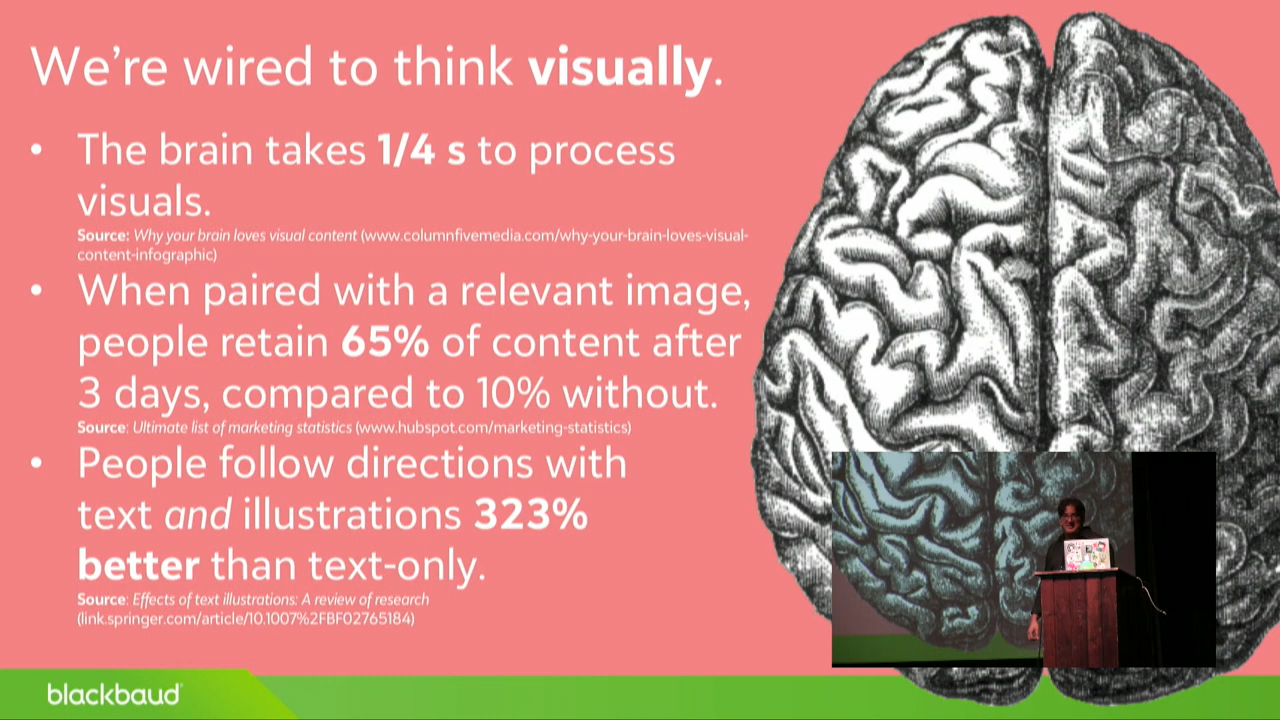 We're wired to think visually.
• The brain takes 1/4 s to process
visuals.
Source: Why your brain loves visual content (www.columnfivemedia.com/why-your-brain-loves-visual-
content-infographic)
• When paired with a relevant image,
people retain 65% of content after
3 days, compared to 10% without.
Source: Ultimate list of marketing statistics (www.hubspot.com/marketing-statistics)
• People follow directions with
text and illustrations 323%
better than text-only.
Source: Effects of text illustrations: A review of research
(link.springer.com/article/10.1007%2FBF02765184)
blackbaud